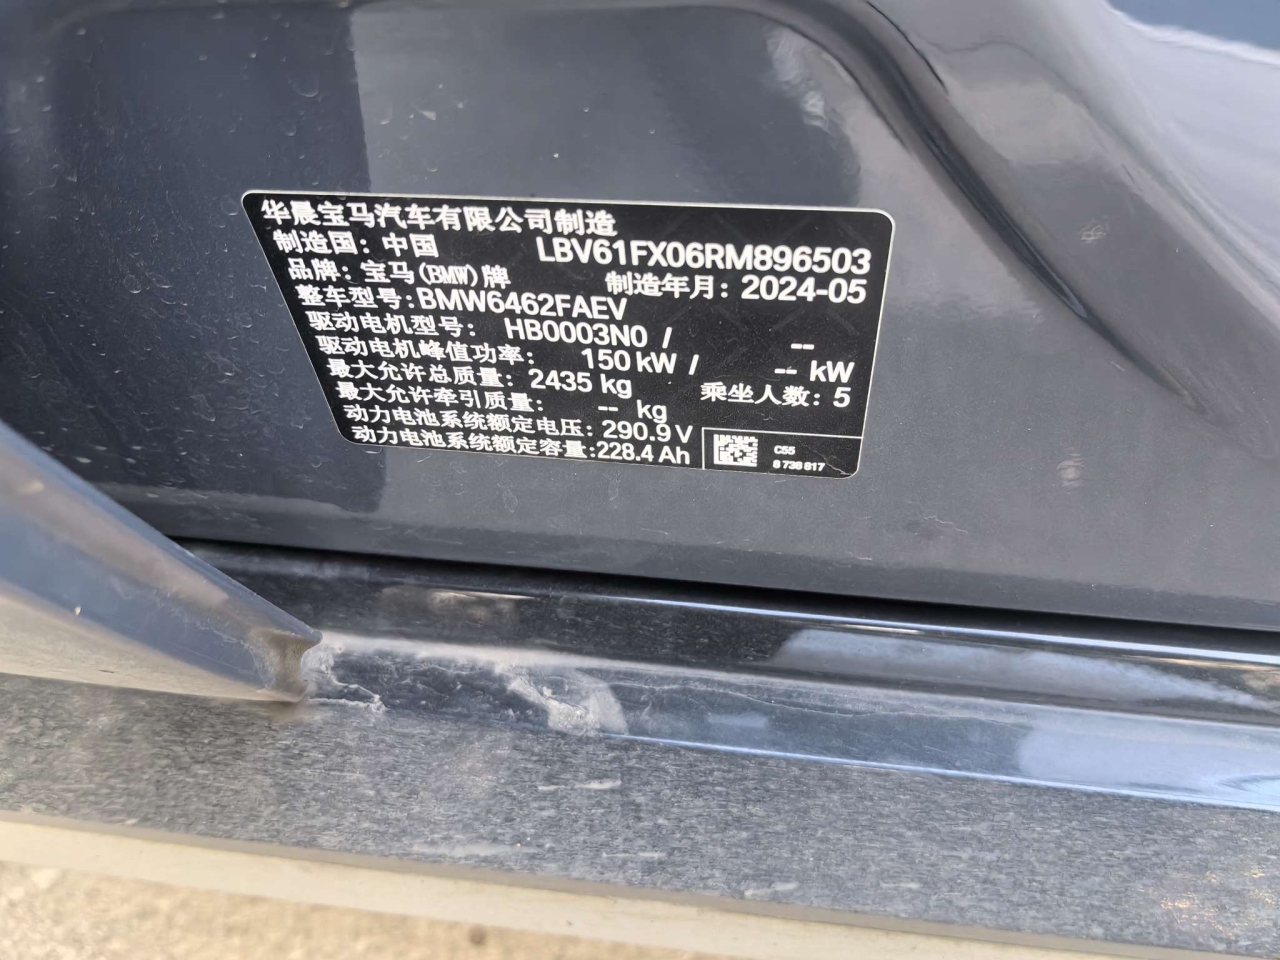 华晨宝马汽车有限公司制造
制造国：中国 LBV61FX06RM896503
品牌：宝马(BMW)牌 制造年月：2024-05
整车型号：BMW6462FAEV
驱动电机型号： HB0003N0 / --
驱动电机峰值功率： 150 kW / -- kW
最大允许总质量： 2435 kg 乘坐人数：5
最大允许牵引质量： -- kg
动力电池系统额定电压：290.9 V
动力电池系统额定容量:228.4 Ah
C55
8 736 817